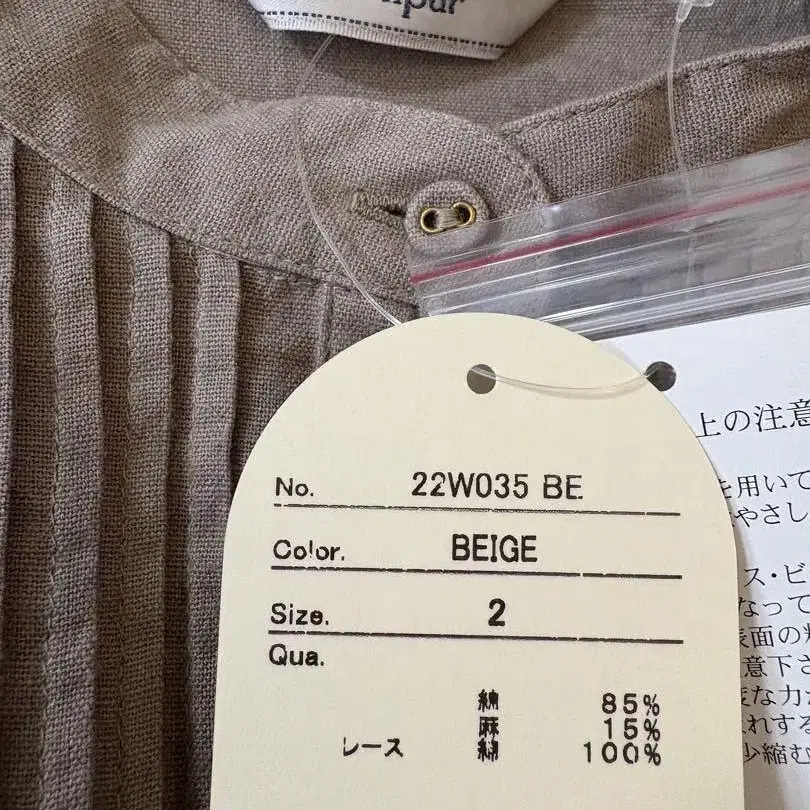 No. 22W035 BE
Color. BEIGE
Size. 2
Qua.
綿 85%
麻 15%
レース 綿 100%
上の注意
用いて
やさし
ス・ビ
なって
表面の
意下さ
な力
入れする
少縮む